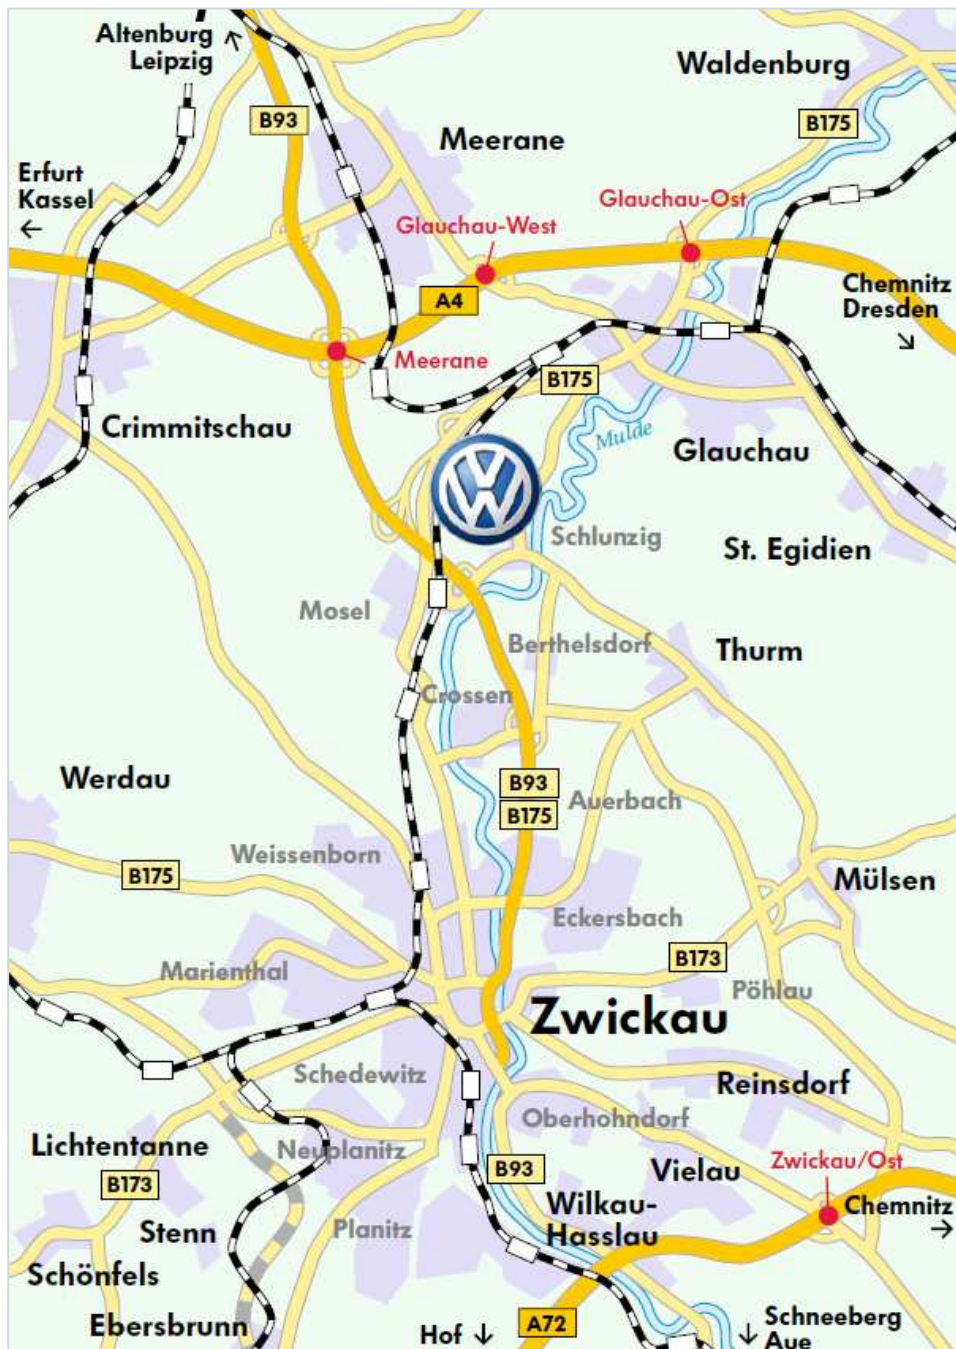 Altenburg
Leipzig
Waldenburg
B93
B175
Meerane
Erfurt
Kassel
Glauchau-Ost
Glauchau-West
Chemnitz
Dresden
A4
Meerane
B175
Crimmitschau
Mulde
Glauchau
VW
Schlunzig
St. Egidien
Mosel
Berthelsdorf
Thurm
Crossen
Werdau
B93
B175
Auerbach
Weissenborn
B175
Mülsen
Eckersbach
Marienthal
B173
Pöhlau
Zwickau
Schedewitz
Reinsdorf
Oberhohndorf
Lichtentanne
Neuplanitz
B173
B93
Vielau
Zwickau/Ost
Wilkau-
Hasslau
Chemnitz
Stenn
Planitz
Schönfels
Ebersbrunn
Hof
A72
Schneeberg
Aue